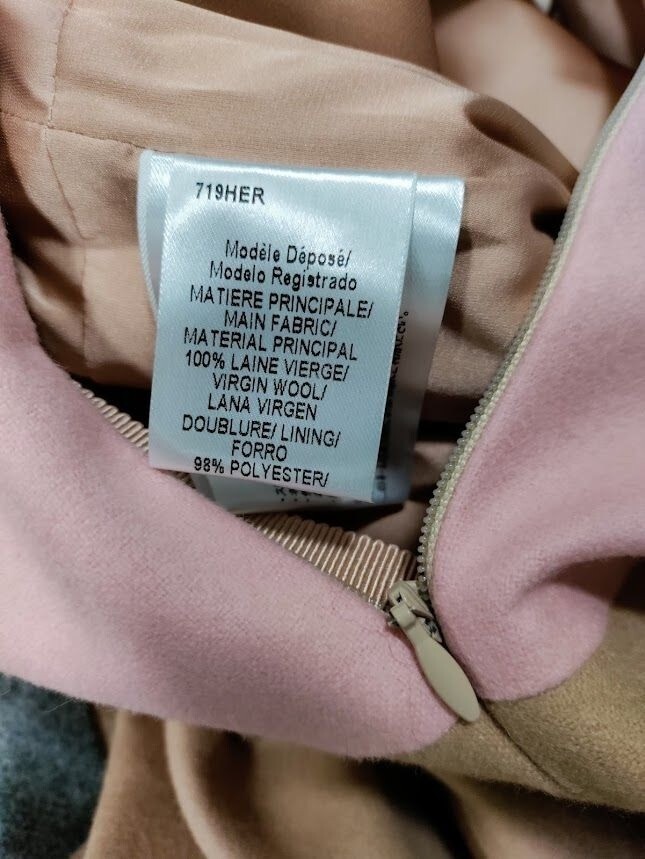 719HER
Modèle Déposé/
Modelo Registrado
MATIERE PRINCIPALE/
MAIN FABRIC/
MATERIAL PRINCIPAL
100% LAINE VIERGE/
VIRGIN WOOL/
LANA VIRGEN
DOUBLURE/ LINING/
FORRO
98% POLYESTER/